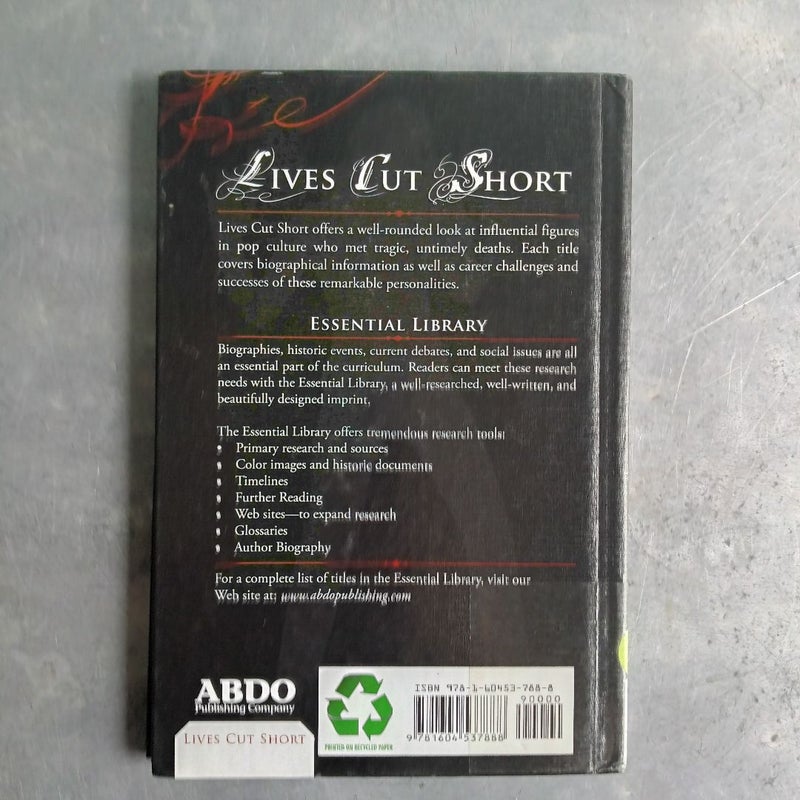 Lives Cut Short
Lives Cut Short offers a well-rounded look at influential figures
in pop culture who met tragic, untimely deaths. Each title
covers biographical information as well as career challenges and
successes of these remarkable personalities.
Essential Library
Biographies, historic events, current debates, and social issues are all
an essential part of the curriculum. Readers can meet these research
needs with the Essential Library, a well-researched, well-written, and
beautifully designed imprint.
The Essential Library offers tremendous research tools:
• Primary research and sources
• Color images and historic documents
• Timelines
• Further Reading
• Web sites—to expand research
• Glossaries
• Author Biography
For a complete list of titles in the Essential Library, visit our
Web site at: www.abdopublishing.com
ABDO
Publishing Company
Lives Cut Short
PRINTED ON RECYCLED PAPER
ISBN 978-1-60453-788-8
90000
9 781604 537888